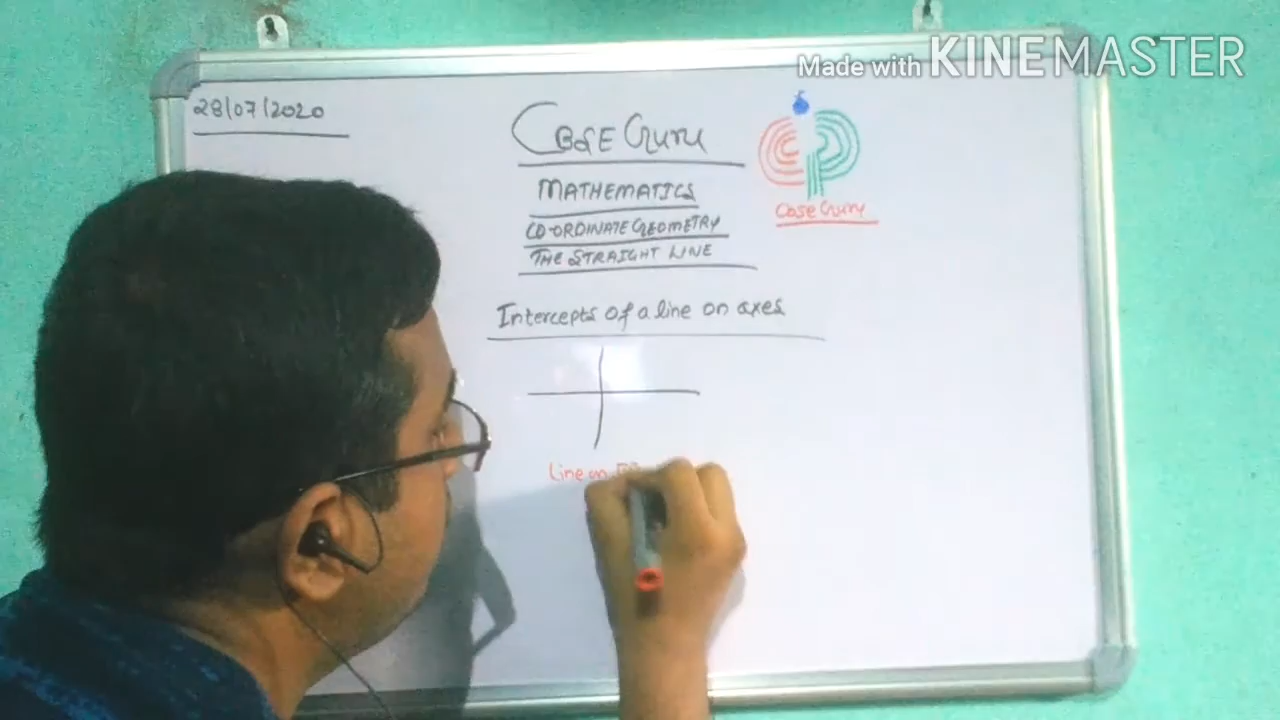 Made with KINEMASTER
28/07/2020
CBSE Guru
MATHEMATICS
CO-ORDINATE GEOMETRY
THE STRAIGHT LINE
CBSE Guru
Intercepts of a line on axes
Line on